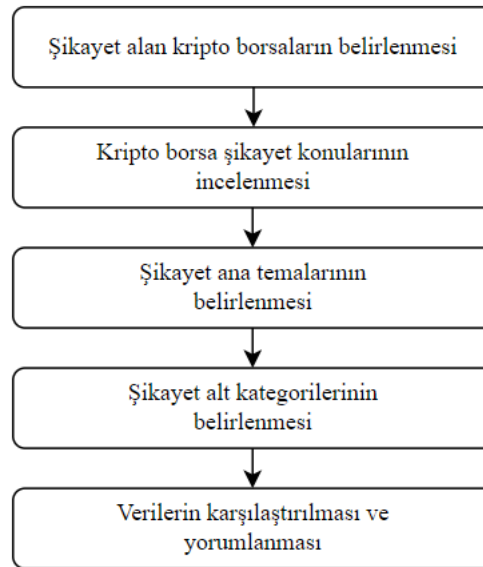 Şikayet alan kripto borsaların belirlenmesi
Kripto borsa şikayet konularının
incelenmesi
Şikayet ana temalarının
belirlenmesi
Şikayet alt kategorilerinin
belirlenmesi
Verilerin karşılaştırılması ve
yorumlanması